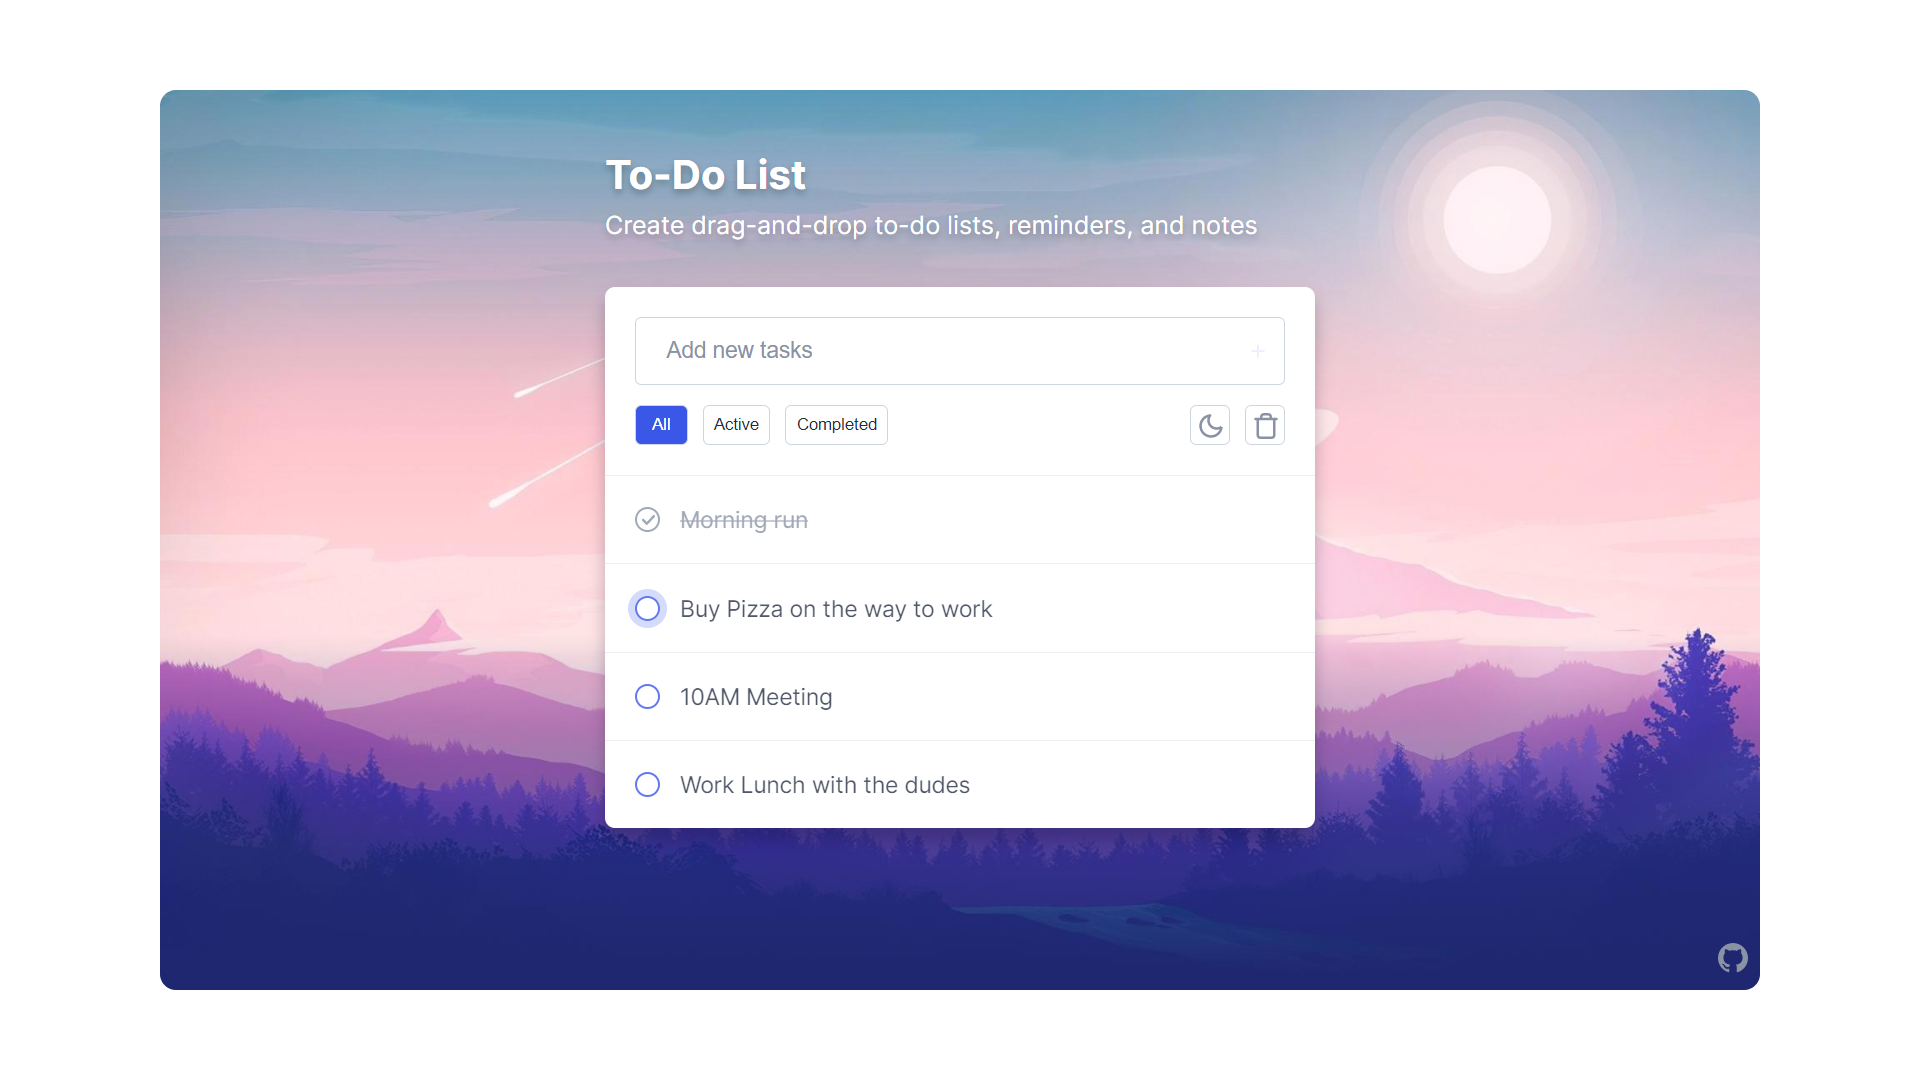 To-Do List
Create drag-and-drop to-do lists, reminders, and notes
Add new tasks +
All Active Completed
Morning run
Buy Pizza on the way to work
10AM Meeting
Work Lunch with the dudes